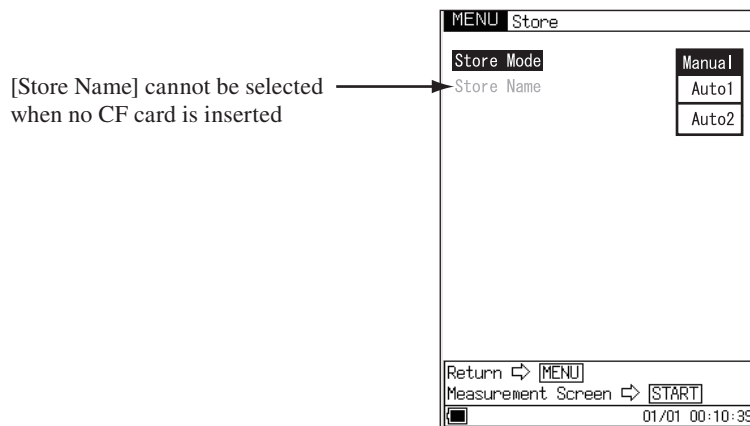 MENU Store
Store Mode Manual
[Store Name] cannot be selected
Store Name Auto1
when no CF card is inserted
Auto2
Return ⇨ MENU
Measurement Screen ⇨ START
01/01 00:10:39